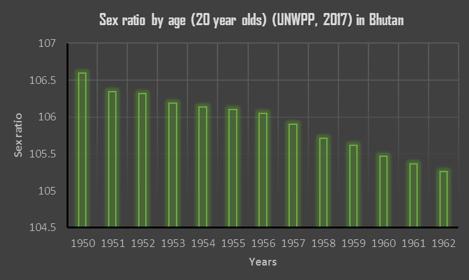 Sex ratio by age (20 year olds) (UNWPP, 2017) in Bhutan
107
106.5
106
105.5
105
104.5
Sex ratio
1950 1951 1952 1953 1954 1955 1956 1957 1958 1959 1960 1961 1962
Years